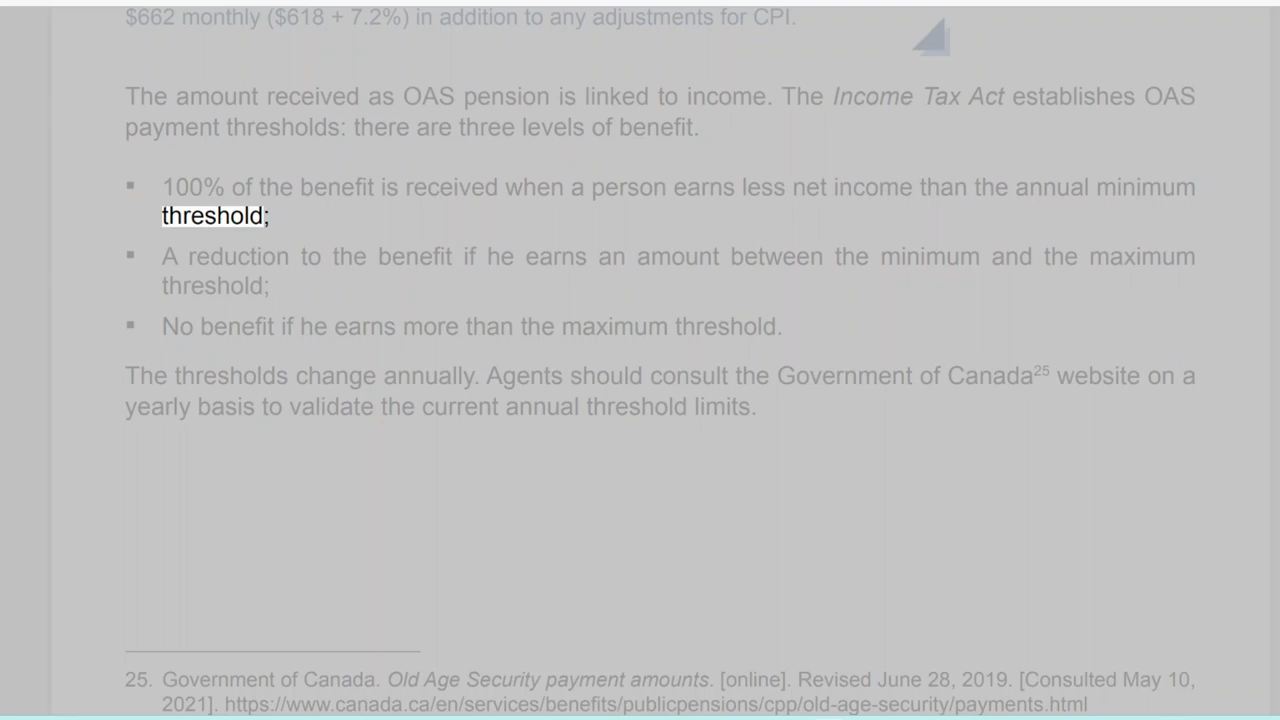 $662 monthly ($618 + 7.2%) in addition to any adjustments for CPI.
The amount received as OAS pension is linked to income. The Income Tax Act establishes OAS
payment thresholds: there are three levels of benefit.
▪ 100% of the benefit is received when a person earns less net income than the annual minimum
threshold;
▪ A reduction to the benefit if he earns an amount between the minimum and the maximum
threshold;
▪ No benefit if he earns more than the maximum threshold.
The thresholds change annually. Agents should consult the Government of Canada25 website on a
yearly basis to validate the current annual threshold limits.
25. Government of Canada. Old Age Security payment amounts. [online]. Revised June 28, 2019. [Consulted May 10,
2021]. https://www.canada.ca/en/services/benefits/publicpensions/cpp/old-age-security/payments.html